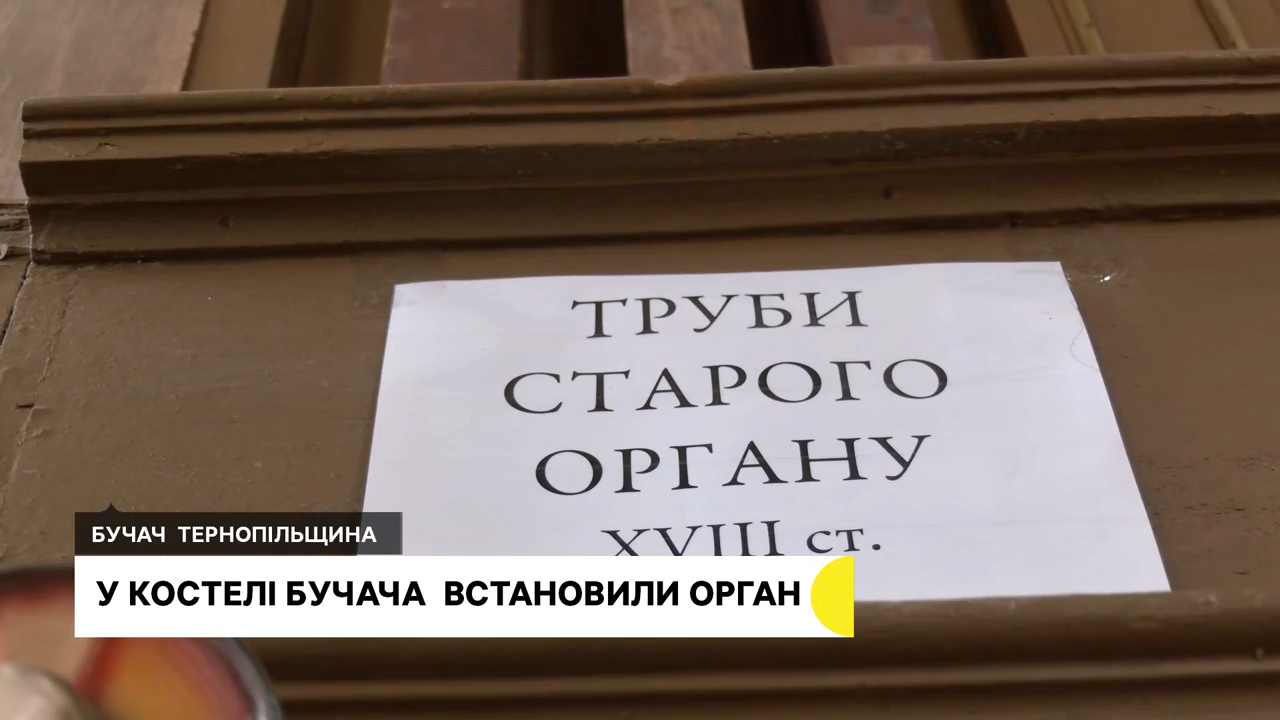 ТРУБИ
СТАРОГО
ОРГАНУ
XVIII ст.
БУЧАЧ ТЕРНОПІЛЬЩИНА
У КОСТЕЛІ БУЧАЧА ВСТАНОВИЛИ ОРГАН